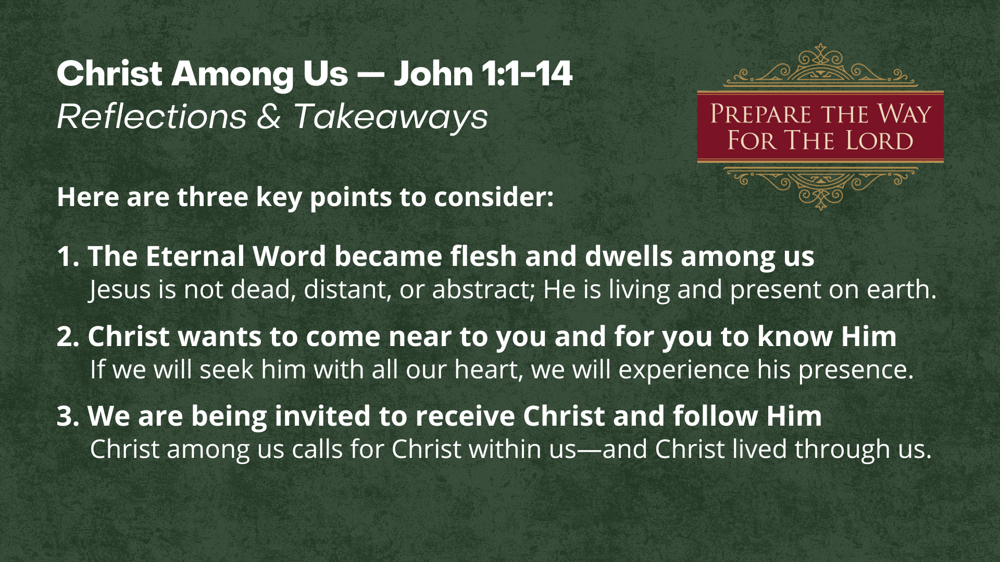 Christ Among Us — John 1:1-14
Reflections & Takeaways
PREPARE THE WAY
FOR THE LORD
Here are three key points to consider:
1. The Eternal Word became flesh and dwells among us
Jesus is not dead, distant, or abstract; He is living and present on earth.
2. Christ wants to come near to you and for you to know Him
If we will seek him with all our heart, we will experience his presence.
3. We are being invited to receive Christ and follow Him
Christ among us calls for Christ within us—and Christ lived through us.